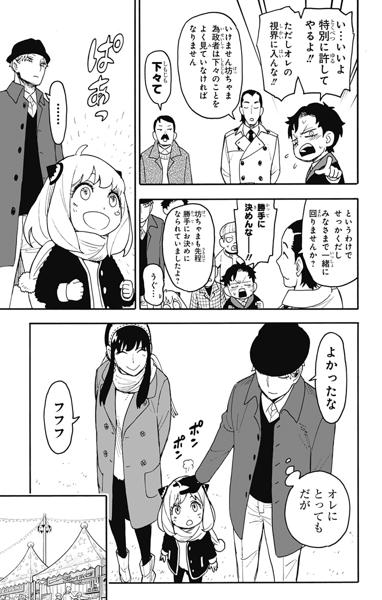 い…いいよ
特別に許して
やるよ!!
ただしオレの
視界に入んな!!
いけません坊ちゃま
為政者は下々のことを
よく見ていなければ
なりません
下々て
………
ぱあっ
というわけで
せっかくだし
みなさまで一緒に
回りませんか?
勝手に
決めんな!!
坊ちゃまも先程
勝手にお決めに
なられていましたよ?
うぐ…
よかったな
フフフ
ポン
ポン
オレに
とっても
だが